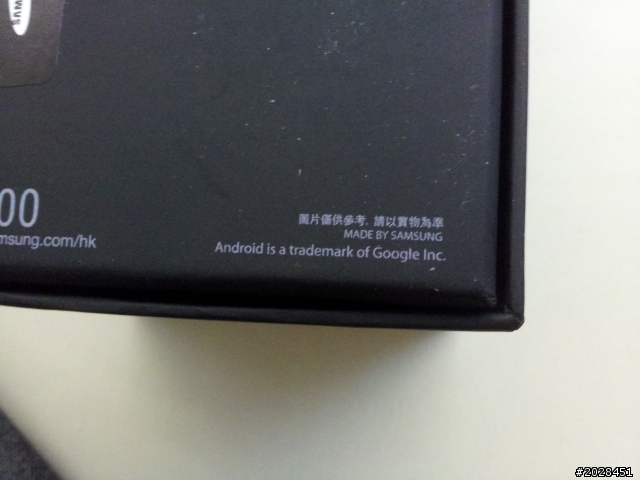 SAMS
00
msung.com/hk
圖片僅供參考, 請以實物為準
MADE BY SAMSUNG
Android is a trademark of Google Inc.
#2028451